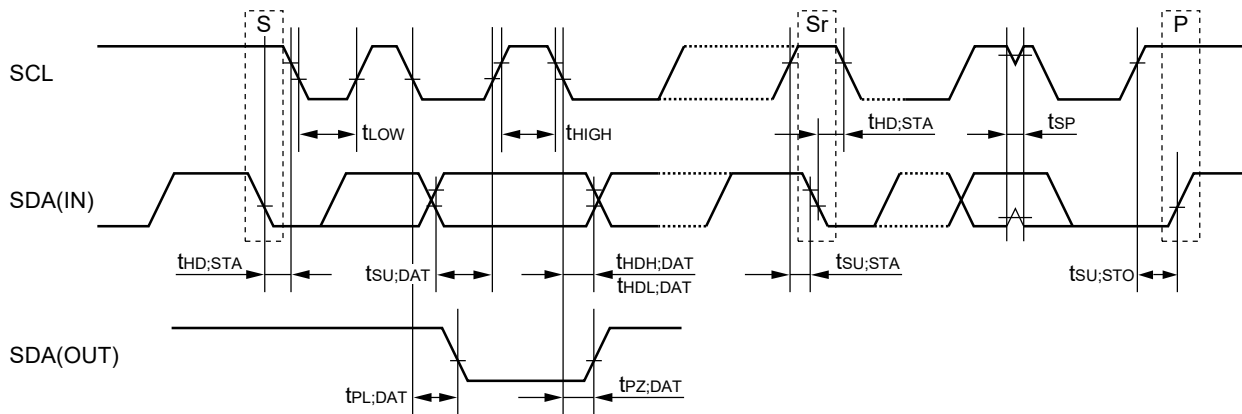 S Sr P
SCL
tLOW tHIGH tHD;STA tSP
SDA(IN)
tHD;STA tSU;DAT tHDH;DAT tSU;STA tSU;STO
tHDL;DAT
SDA(OUT)
tPL;DAT tPZ;DAT